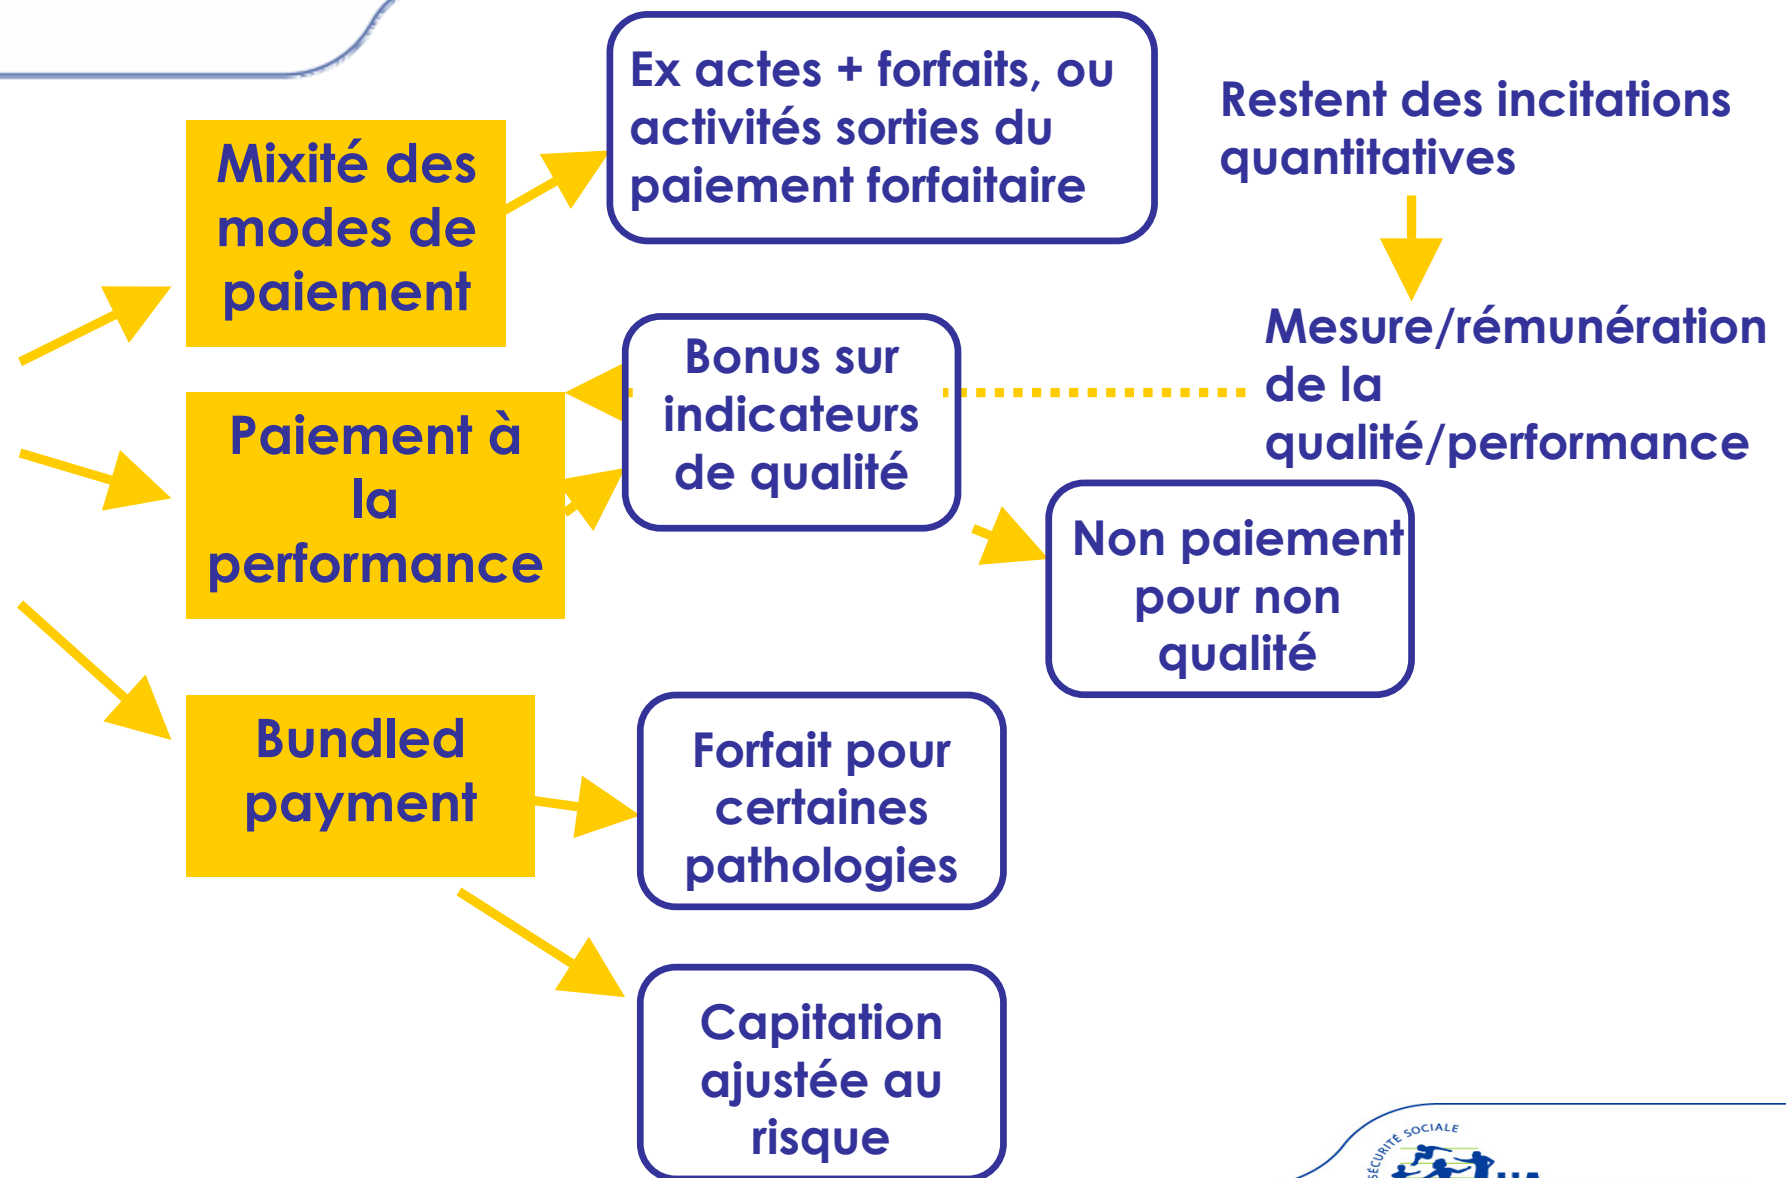 Ex actes + forfaits, ou
activités sorties du
paiement forfaitaire
Restent des incitations
quantitatives
Mixité des
modes de
paiement
Mesure/rémunération
de la
qualité/performance
Bonus sur
indicateurs
de qualité
Paiement à
la
performance
Non paiement
pour non
qualité
Bundled
payment
Forfait pour
certaines
pathologies
Capitation
ajustée au
risque
SÉCURITÉ SOCIALE